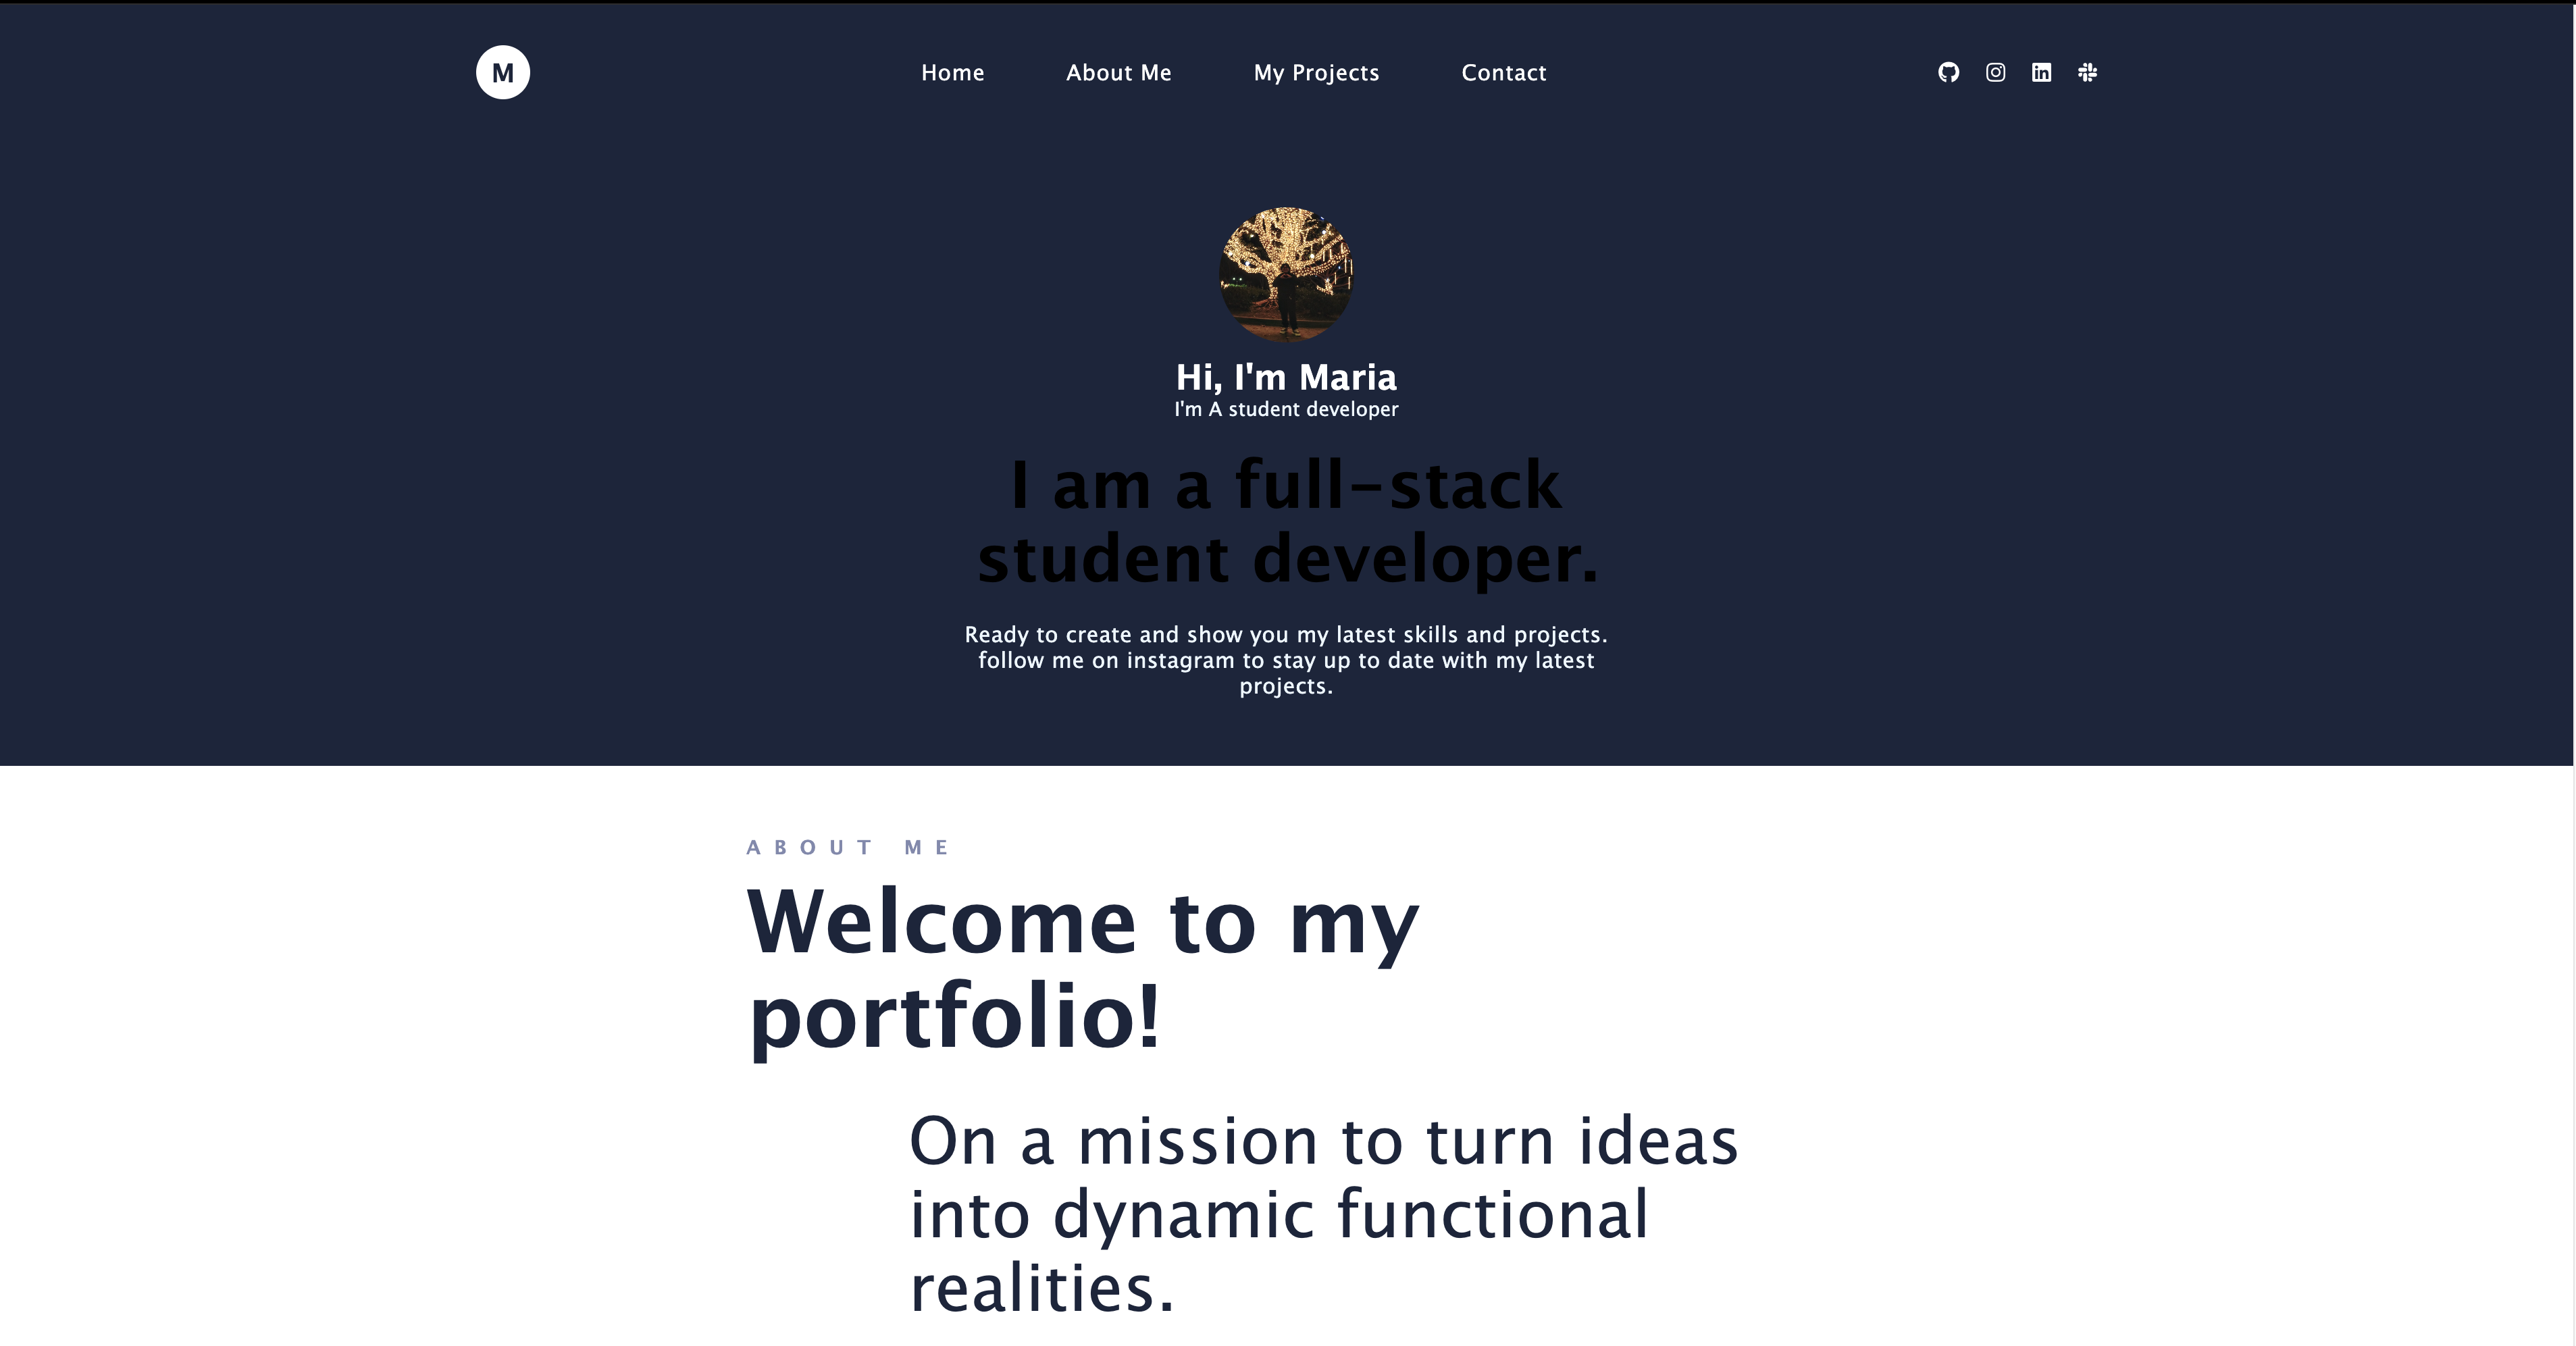 M
Home About Me My Projects Contact
Hi, I'm Maria
I'm A student developer
I am a full-stack
student developer.
Ready to create and show you my latest skills and projects.
follow me on instagram to stay up to date with my latest
projects.
ABOUT ME
Welcome to my
portfolio!
On a mission to turn ideas
into dynamic functional
realities.